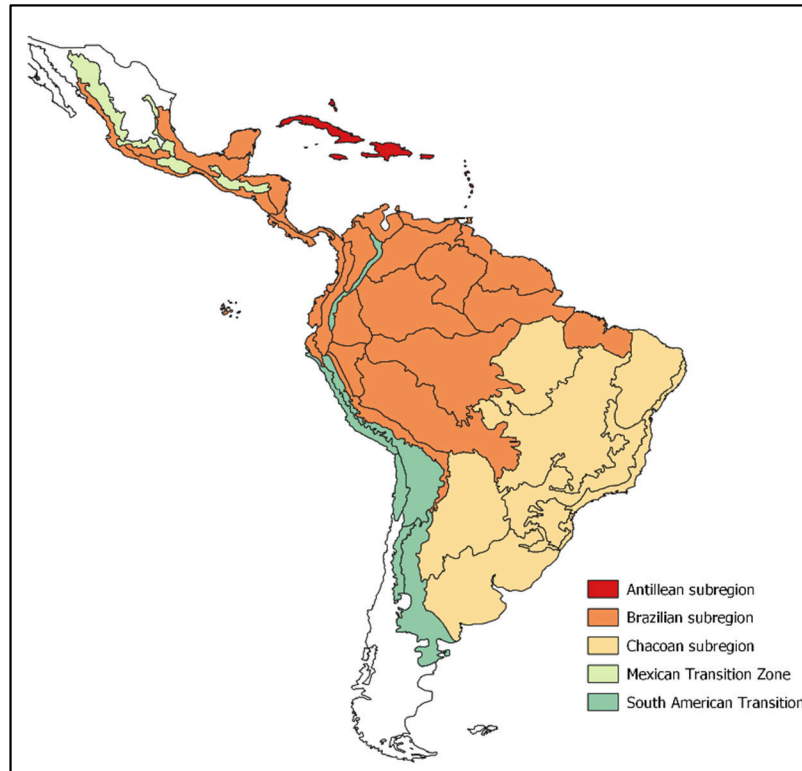 Antillean subregion
Brazilian subregion
Chacoan subregion
Mexican Transition Zone
South American Transition